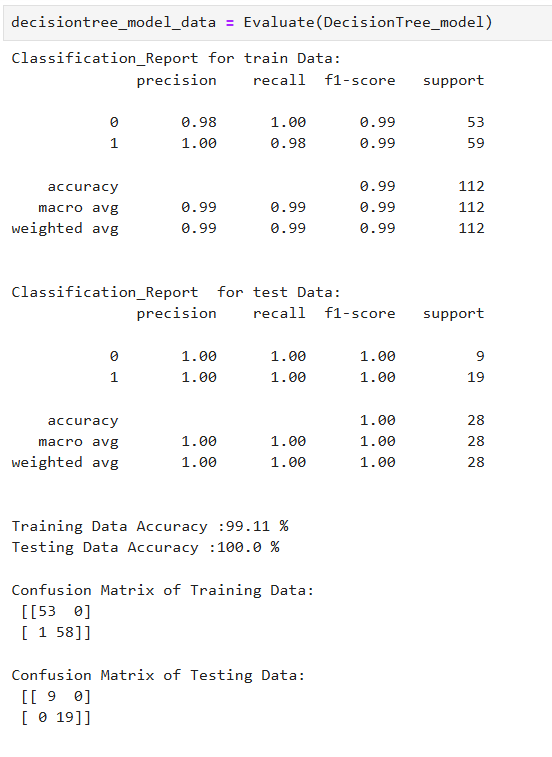 decisiontree_model_data = Evaluate(DecisionTree_model)
Classification_Report for train Data:
              precision    recall  f1-score   support

           0       0.98      1.00      0.99        53
           1       1.00      0.98      0.99        59

    accuracy                           0.99       112
   macro avg       0.99      0.99      0.99       112
weighted avg       0.99      0.99      0.99       112

Classification_Report  for test Data:
              precision    recall  f1-score   support

           0       1.00      1.00      1.00         9
           1       1.00      1.00      1.00        19

    accuracy                           1.00        28
   macro avg       1.00      1.00      1.00        28
weighted avg       1.00      1.00      1.00        28

Training Data Accuracy :99.11 %
Testing Data Accuracy :100.0 %

Confusion Matrix of Training Data:
 [[53  0]
 [ 1 58]]

Confusion Matrix of Testing Data:
 [[ 9  0]
 [ 0 19]]